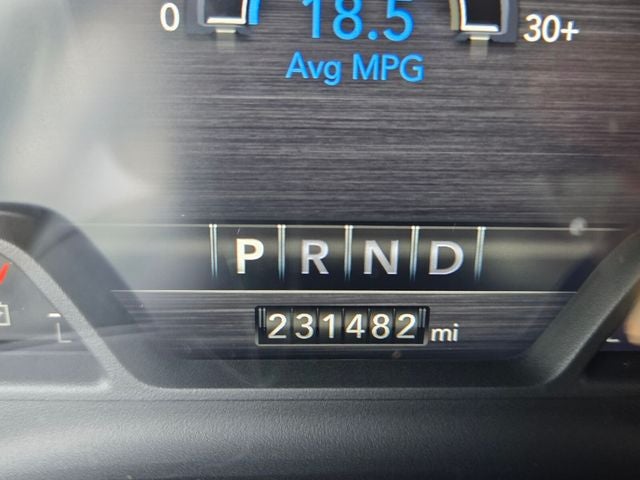 0 18.5 30+
Avg MPG
P R N D
231482 mi
L